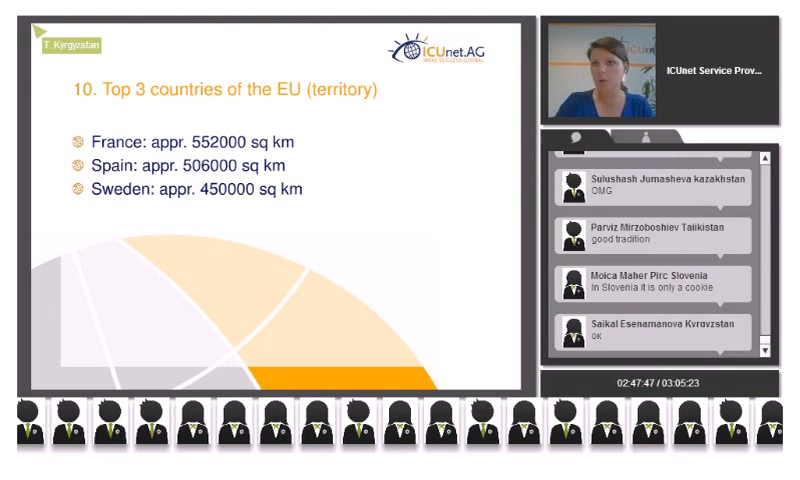 T. Kyrgyzstan
ICUnet.AG
MAKE SUCCESS GLOBAL.
10. Top 3 countries of the EU (territory)
France: appr. 552000 sq km
Spain: appr. 506000 sq km
Sweden: appr. 450000 sq km
ICUnet Service Prov...
Sulushash Jumasheva kazakhstan
OMG
Parviz Mirzoboshiev Tajikistan
good tradition
Mojca Maher Pirc Slovenia
In Slovenia it is only a cookie
Saikal Esenamanova Kyrgyzstan
ok
02:47:47 / 03:05:23